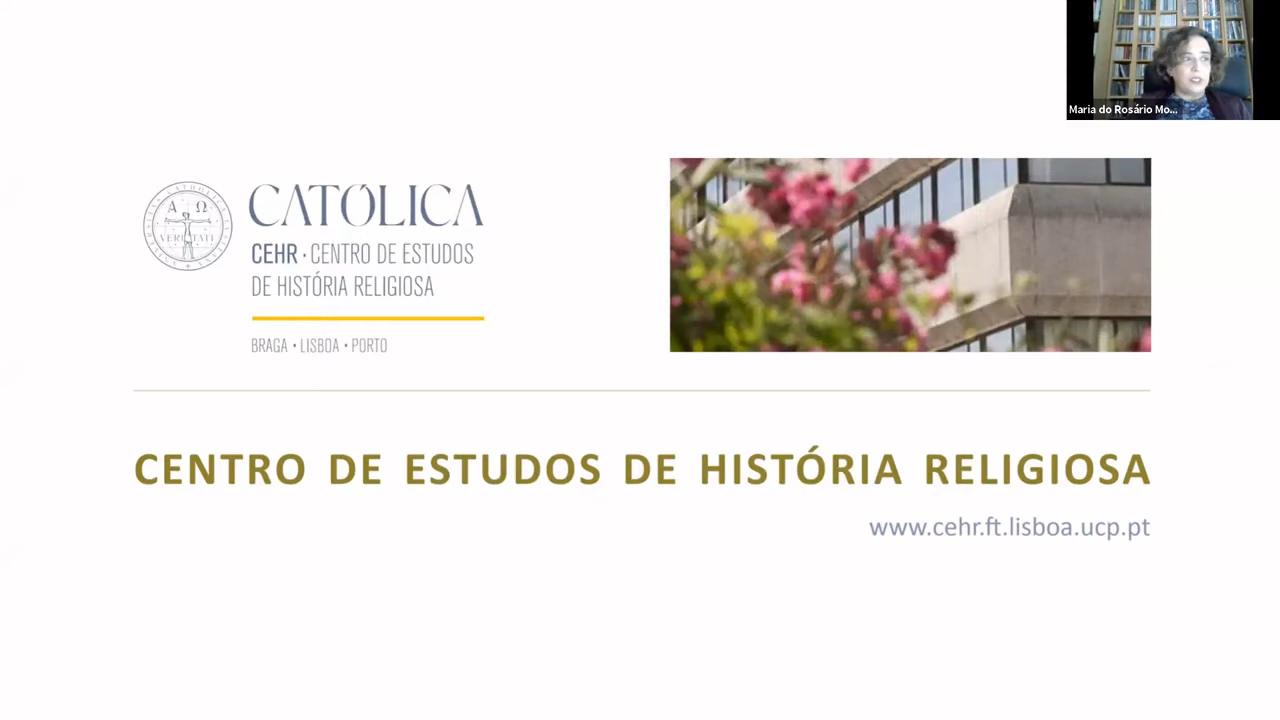 Maria do Rosário Mo...
CATÓLICA
Α Ω
VERITATI
CEHR · CENTRO DE ESTUDOS
DE HISTÓRIA RELIGIOSA
BRAGA • LISBOA • PORTO
CENTRO DE ESTUDOS DE HISTÓRIA RELIGIOSA
www.cehr.ft.lisboa.ucp.pt